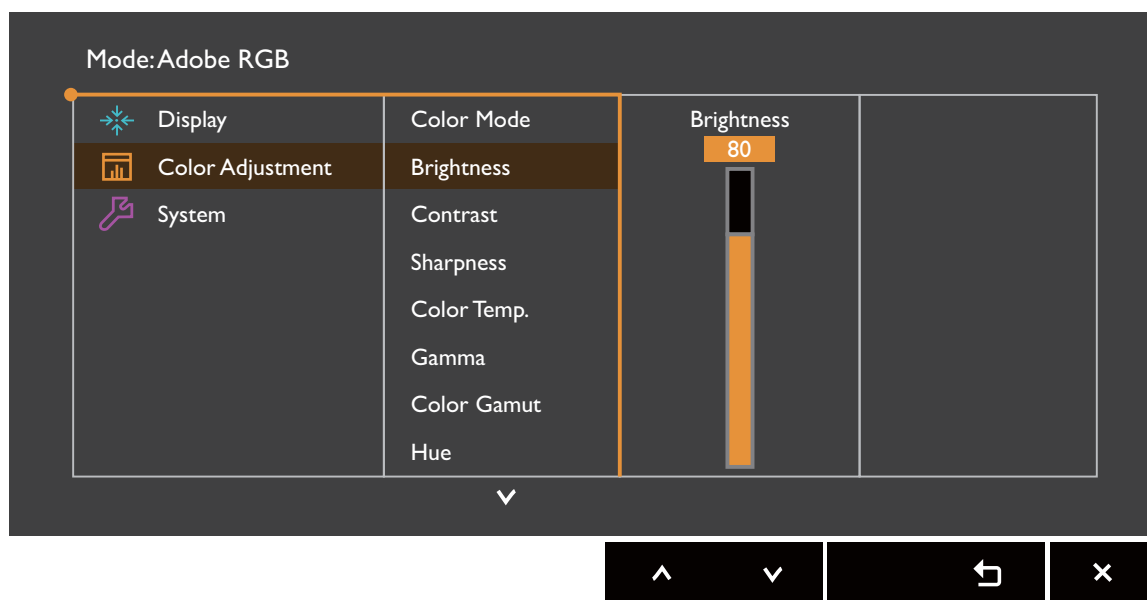 Mode: Adobe RGB
Display
Color Adjustment
System
Color Mode
Brightness
Contrast
Sharpness
Color Temp.
Gamma
Color Gamut
Hue
Brightness
80